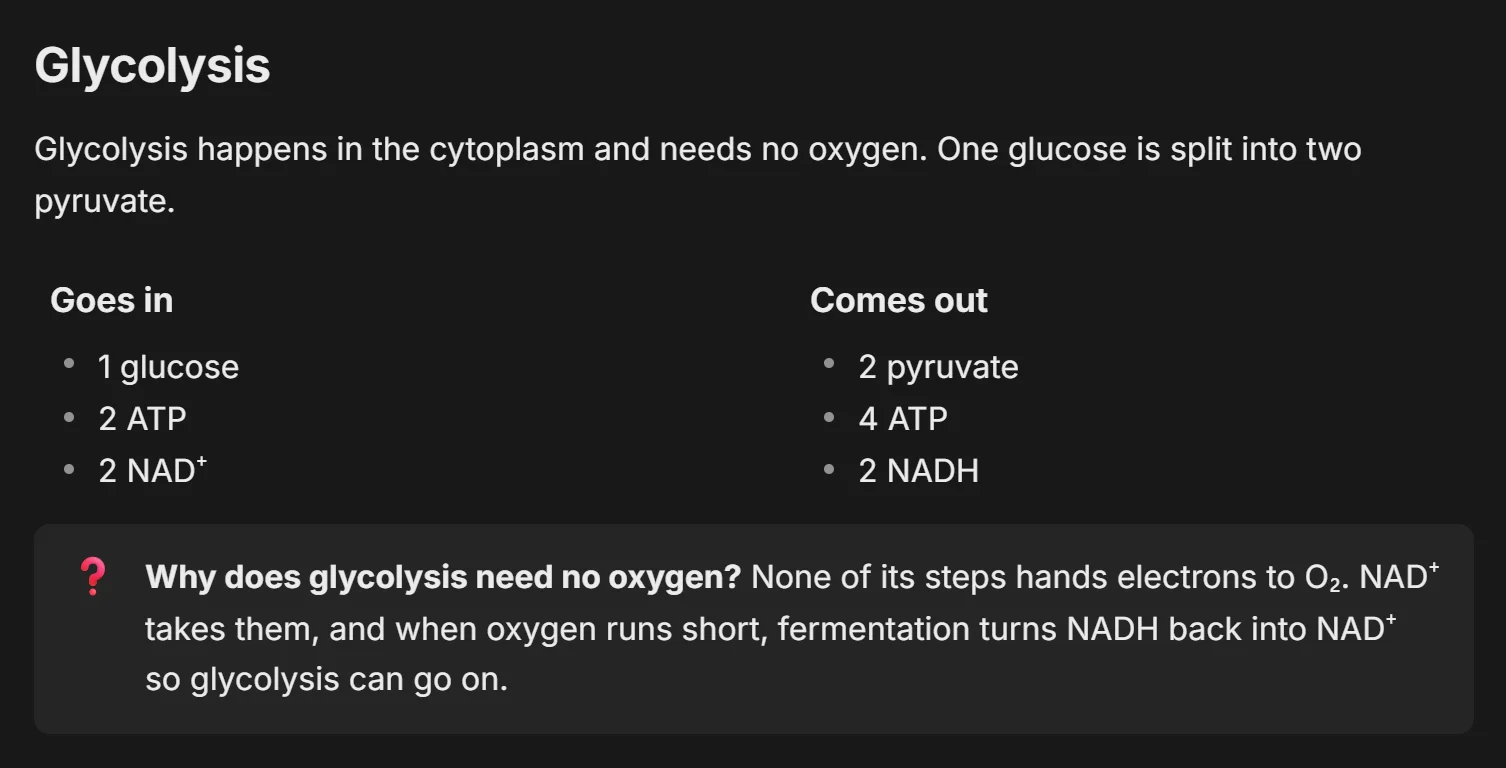 Glycolysis
Glycolysis happens in the cytoplasm and needs no oxygen. One glucose is split into two
pyruvate.
Goes in
• 1 glucose
• 2 ATP
• 2 NAD⁺
Comes out
• 2 pyruvate
• 4 ATP
• 2 NADH
❓ Why does glycolysis need no oxygen? None of its steps hands electrons to O₂. NAD⁺
takes them, and when oxygen runs short, fermentation turns NADH back into NAD⁺
so glycolysis can go on.